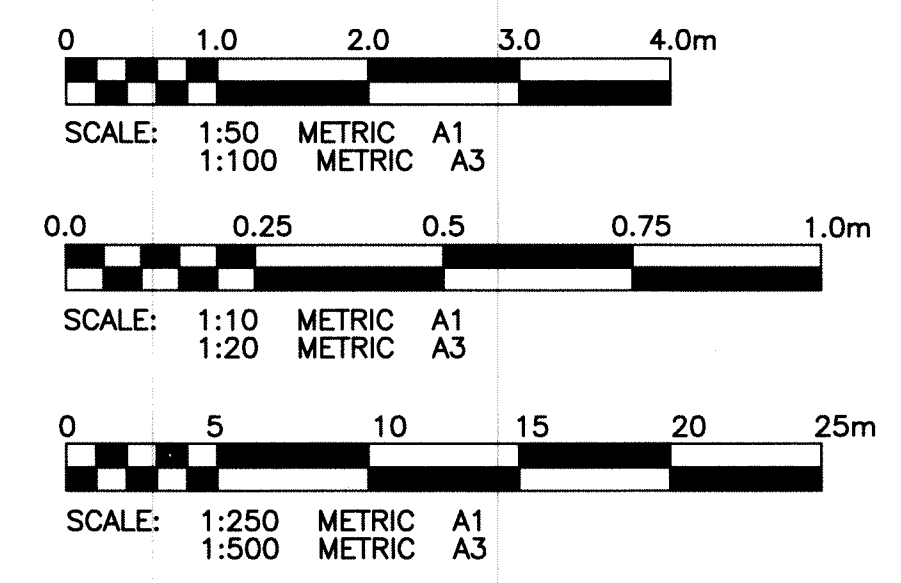 0 1.0 2.0 3.0 4.0m
SCALE: 1:50 METRIC A1
1:100 METRIC A3
0.0 0.25 0.5 0.75 1.0m
SCALE: 1:10 METRIC A1
1:20 METRIC A3
0 5 10 15 20 25m
SCALE: 1:250 METRIC A1
1:500 METRIC A3